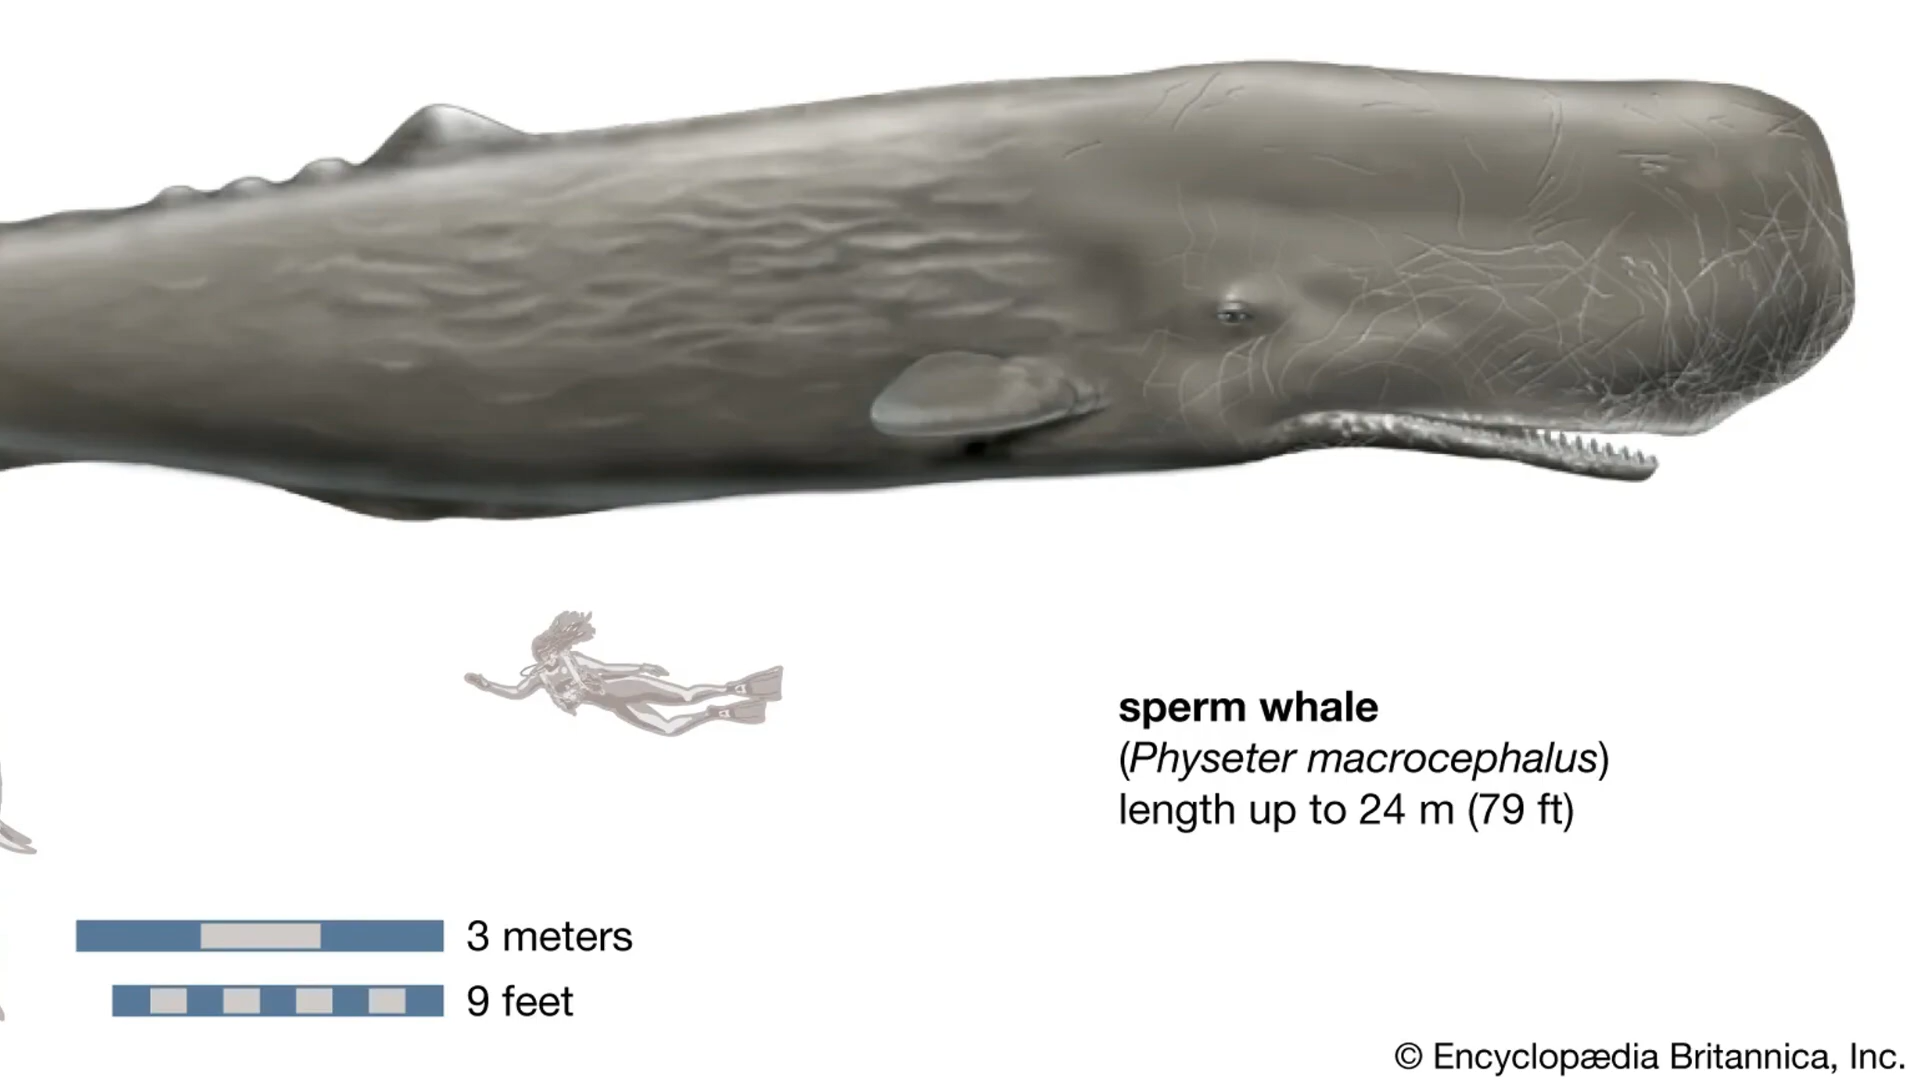 sperm whale
(Physeter macrocephalus)
length up to 24 m (79 ft)
3 meters
9 feet
© Encyclopædia Britannica, Inc.